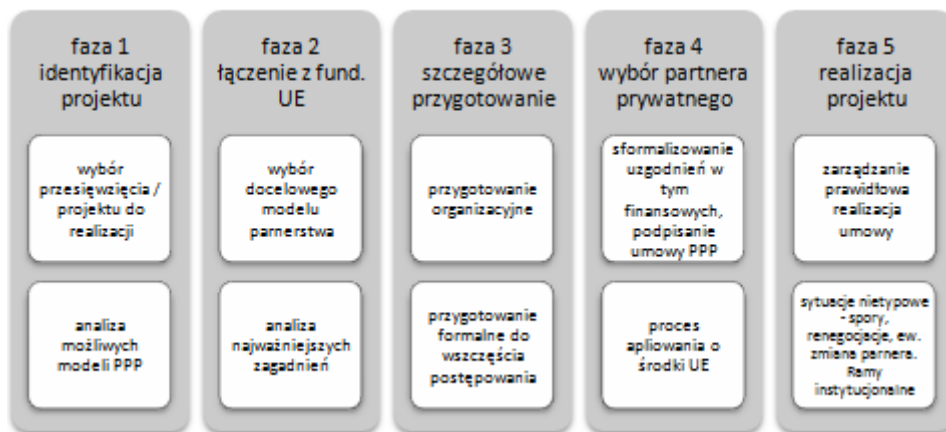 faza 1
identyfikacja
projektu
wybór
przesięwzięcia /
projektu do
realizacji
analiza
możliwych
modeli PPP
faza 2
łączenie z fund.
UE
wybór
docelowego
modelu
parnerstwa
analiza
najważniejszych
zagadnień
faza 3
szczegółowe
przygotowanie
przygotowanie
organizacyjne
przygotowanie
formalne do
wszczęścia
postępowania
faza 4
wybór partnera
prywatnego
sformalizowanie
uzgodnień w
tym
finansowych,
podpisanie
umowy PPP
proces
apliowania o
środki UE
faza 5
realizacja
projektu
zarządzanie
prawidłowa
realizacja
umowy
sytuacje nietypowe
- spory,
renegocjacje, ew.
zmiana parnera.
Ramy
instytucjonalne